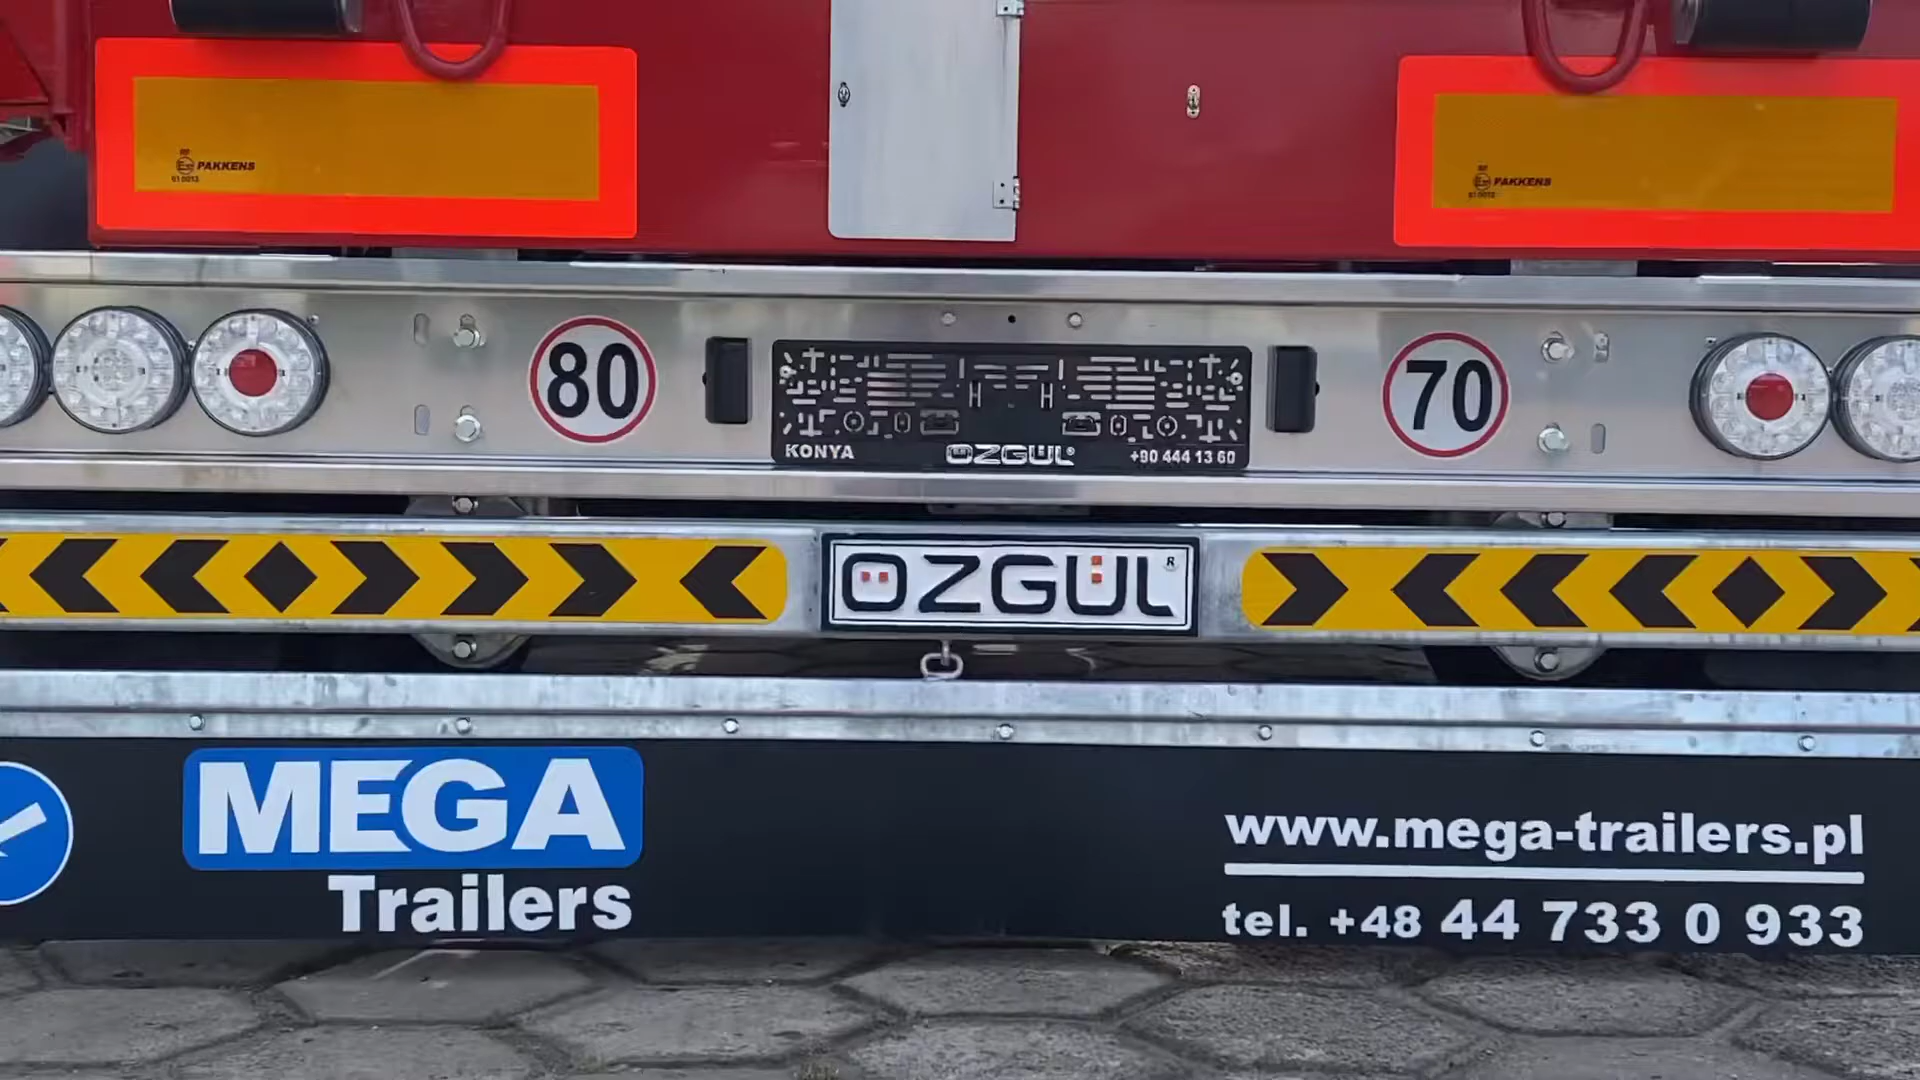 PAKKENS
PAKKENS
80
70
KONYA
ÖZGÜL®
+90 444 13 60
ÖZGÜL®
MEGA
Trailers
www.mega-trailers.pl
tel. +48 44 733 0 933